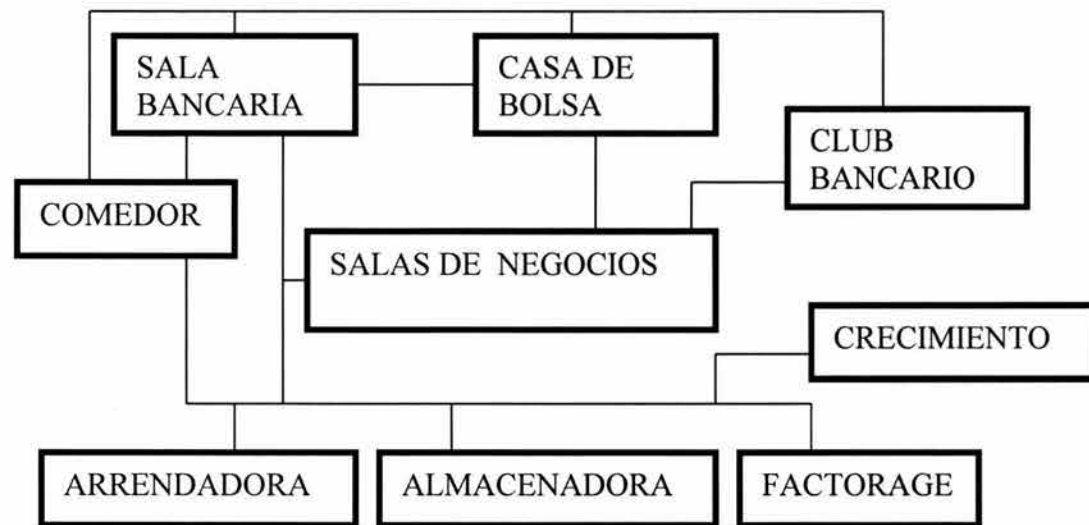 SALA
BANCARIA
CASA DE
BOLSA
CLUB
BANCARIO
COMEDOR
SALAS DE NEGOCIOS
CRECIMIENTO
ARRENDADORA
ALMACENADORA
FACTORAGE